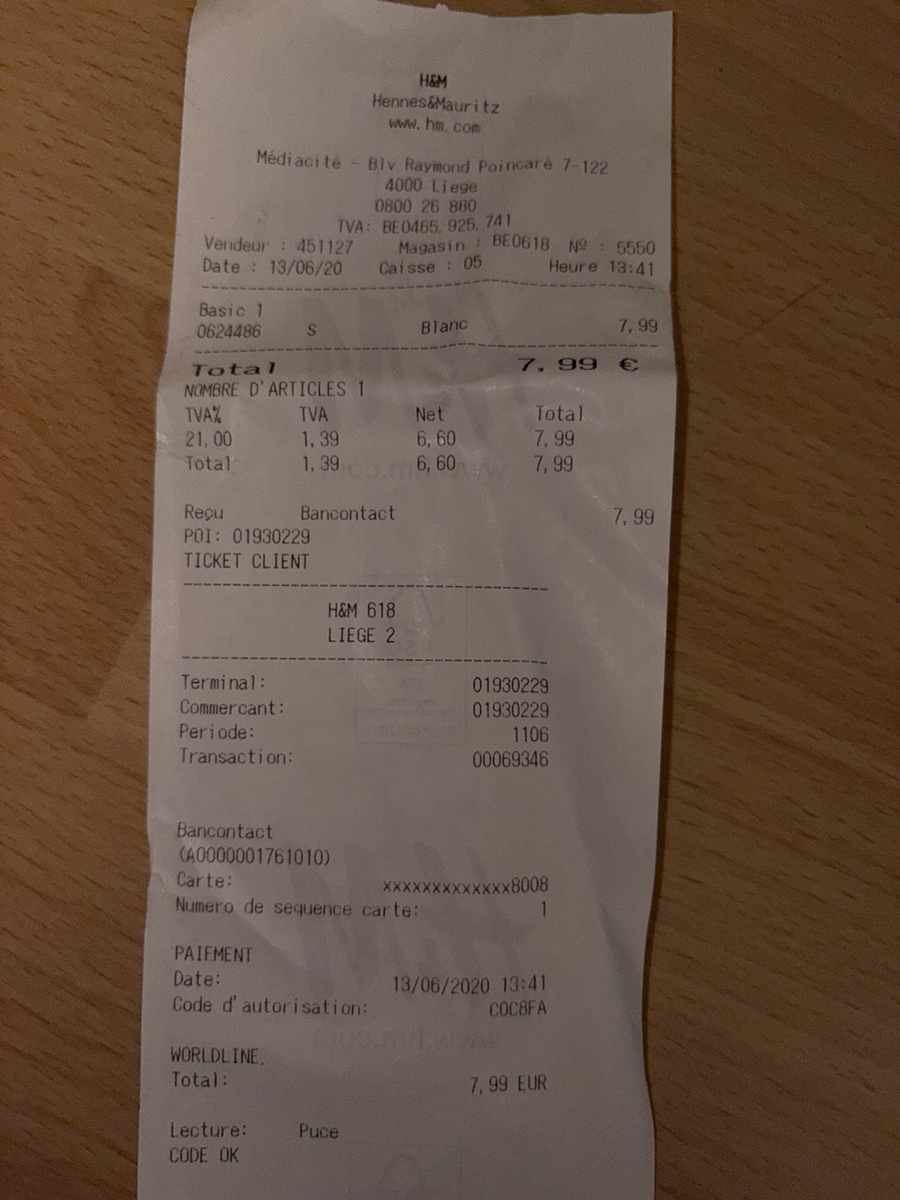 H&M
Hennes&Mauritz
www.hm.com
Médiacité - Blv Raymond Poincaré 7-122
4000 Liege
0800 26 880
TVA: BE0465.925.741
Vendeur : 451127 Magasin : BE0618 Nº : 5550
Date : 13/06/20 Caisse : 05 Heure 13:41
Basic 1
0624486 S Blanc 7,99
Total 7,99 €
NOMBRE D'ARTICLES 1
TVA% TVA Net Total
21,00 1,39 6,60 7,99
Total 1,39 6,60 7,99
Reçu Bancontact 7,99
POI: 01930229
TICKET CLIENT
H&M 618
LIEGE 2
Terminal: 01930229
Commercant: 01930229
Periode: 1106
Transaction: 00069346
Bancontact
(A0000001761010)
Carte: xxxxxxxxxxxxx8008
Numero de sequence carte: 1
PAIEMENT
Date: 13/06/2020 13:41
Code d'autorisation: C0C8FA
WORLDLINE.
Total: 7,99 EUR
Lecture: Puce
CODE OK